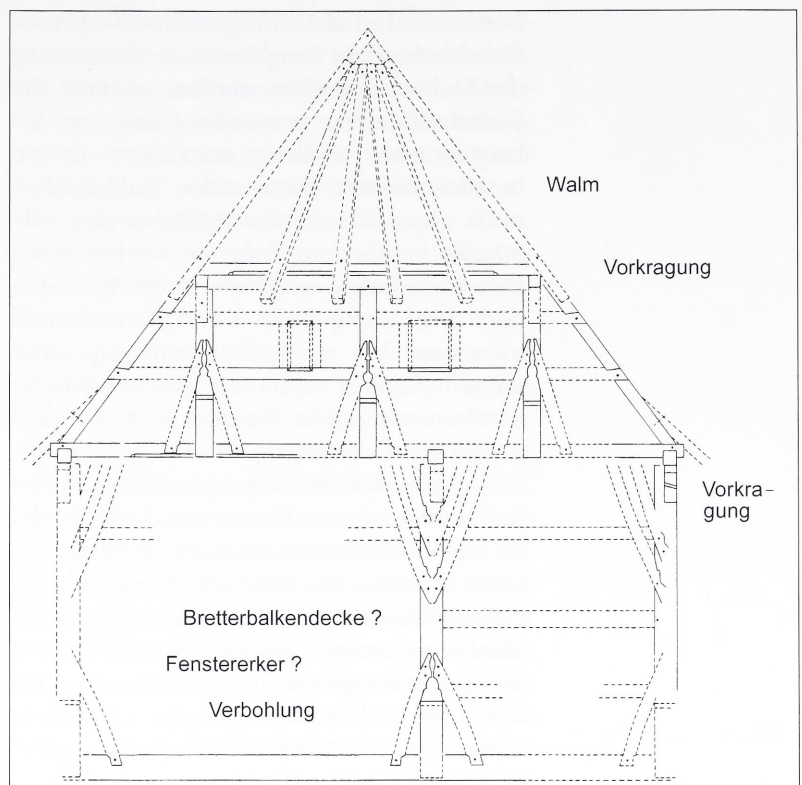 Walm
Vorkragung
Vorkra-
gung
Bretterbalkendecke ?
Fenstererker ?
Verbohlung